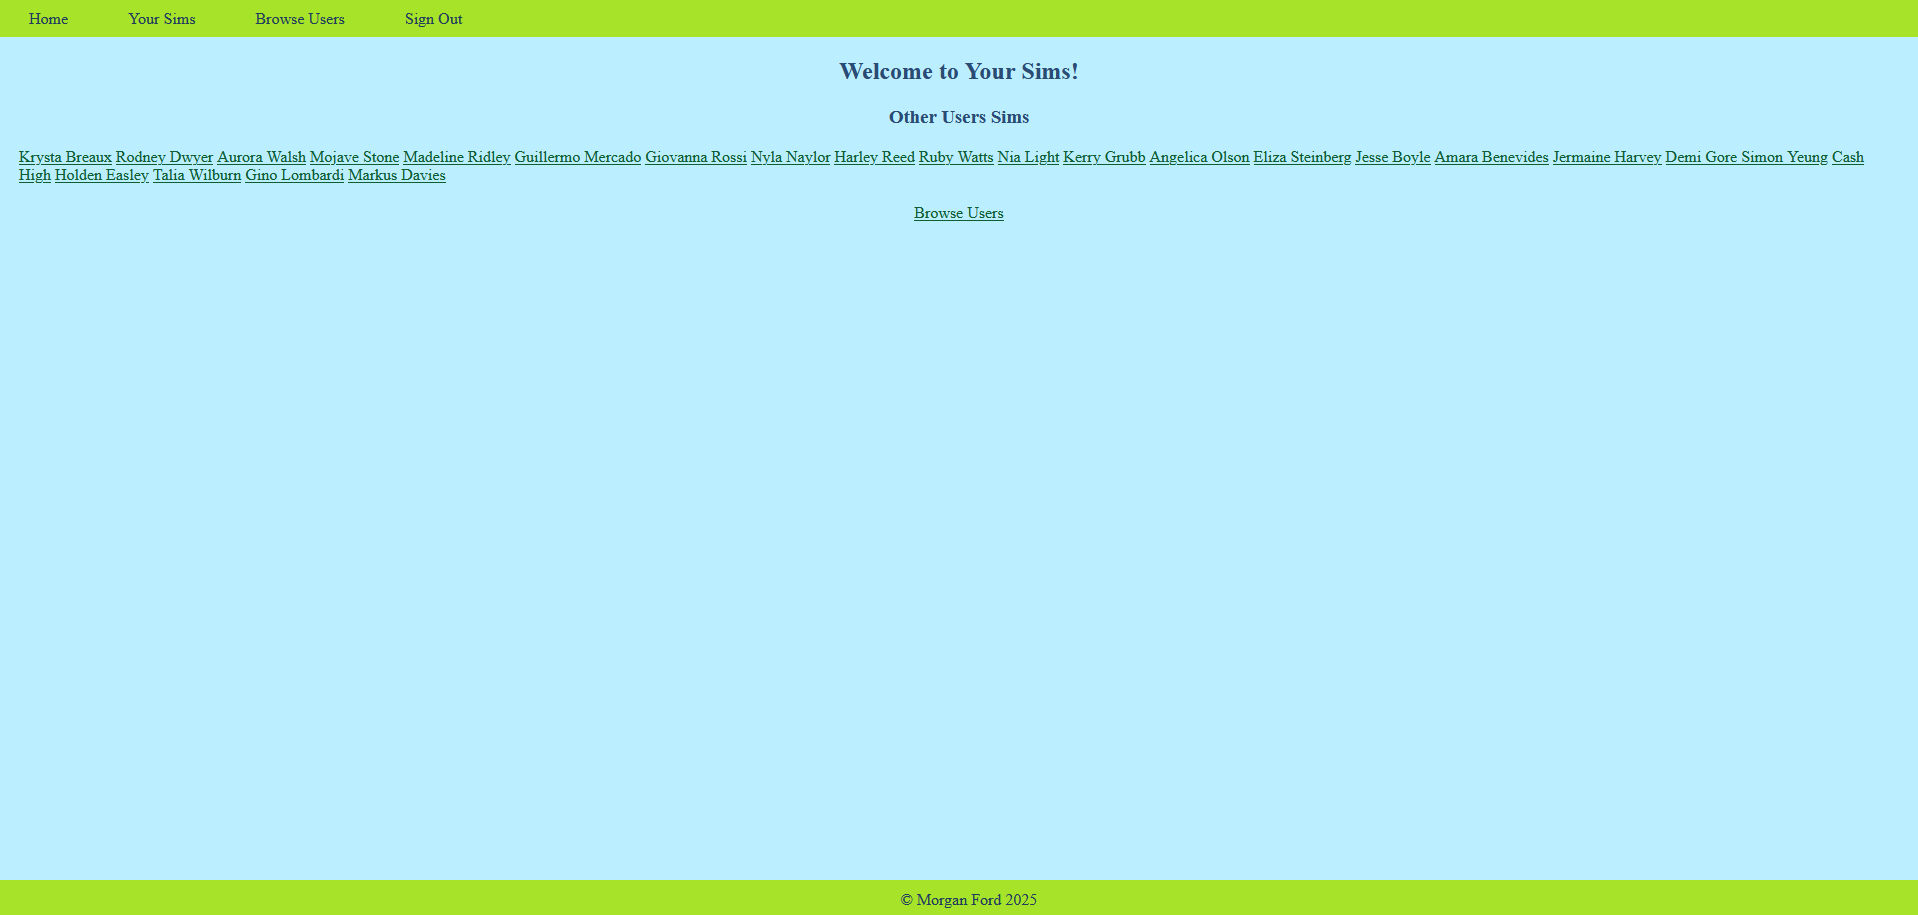 Home Your Sims Browse Users Sign Out
Welcome to Your Sims!
Other Users Sims
Krysta Breaux Rodney Dwyer Aurora Walsh Mojave Stone Madeline Ridley Guillermo Mercado Giovanna Rossi Nyla Naylor Harley Reed Ruby Watts Nia Light Kerry Grubb Angelica Olson Eliza Steinberg Jesse Boyle Amara Benevides Jermaine Harvey Demi Gore Simon Yeung Cash
High Holden Easley Talia Wilburn Gino Lombardi Markus Davies
Browse Users
© Morgan Ford 2025